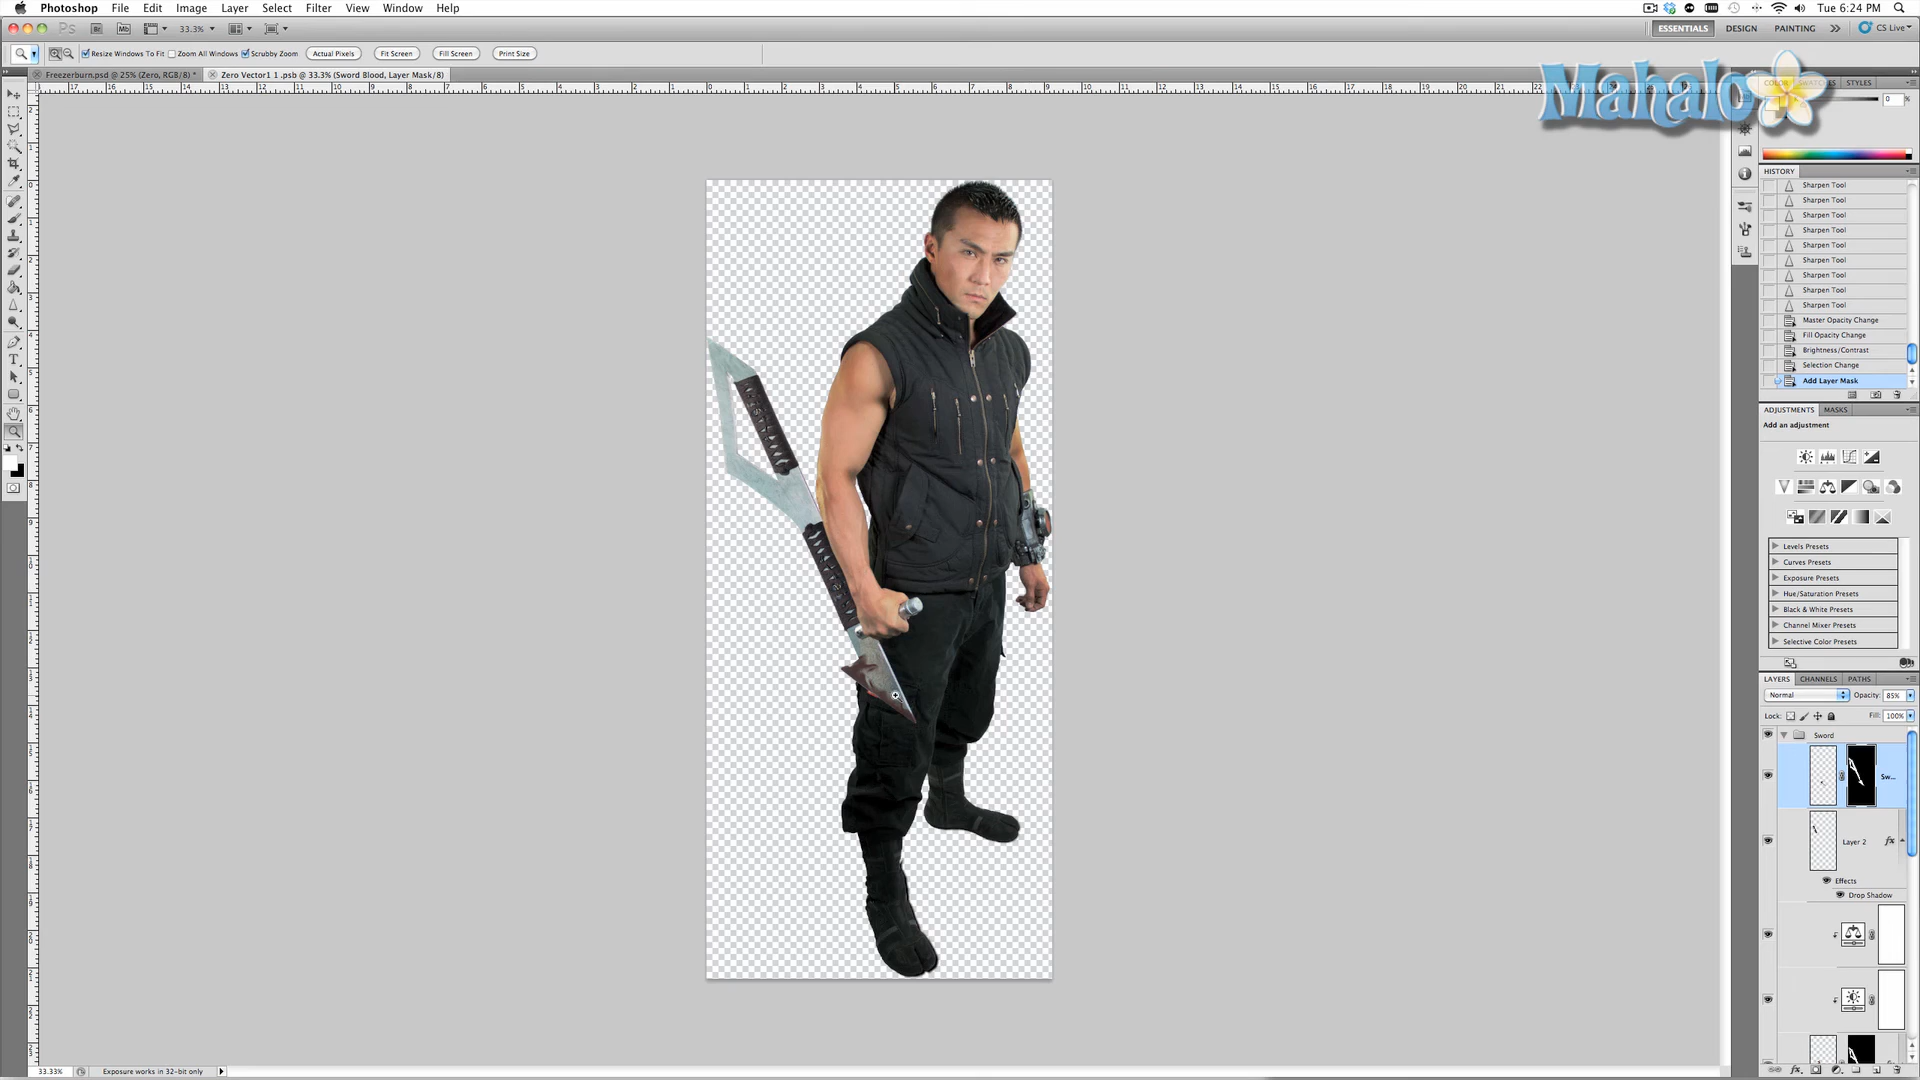 Photoshop File Edit Image Layer Select Filter View Window Help
Tue 6:24 PM
Ps Br Mb 33.3% ESSENTIALS DESIGN PAINTING CS Live
Resize Windows To Fit Zoom All Windows Scrubby Zoom Actual Pixels Fit Screen Fill Screen Print Size
Freezerburn.psd @ 25% (Zero, RGB/8) * Zero Vector1 1 .psb @ 33.3% (Sword Blood, Layer Mask/8)
Mahalo
COLOR SWATCHES STYLES
0 %
HISTORY
Sharpen Tool
Sharpen Tool
Sharpen Tool
Sharpen Tool
Sharpen Tool
Sharpen Tool
Sharpen Tool
Sharpen Tool
Sharpen Tool
Master Opacity Change
Fill Opacity Change
Brightness/Contrast
Selection Change
Add Layer Mask
ADJUSTMENTS MASKS
Add an adjustment
Levels Presets
Curves Presets
Exposure Presets
Hue/Saturation Presets
Black & White Presets
Channel Mixer Presets
Selective Color Presets
LAYERS CHANNELS PATHS
Normal Opacity: 85%
Lock: Fill: 100%
Sword
Sw...
Layer 2 fx
Effects
Drop Shadow
33.33% Exposure works in 32-bit only